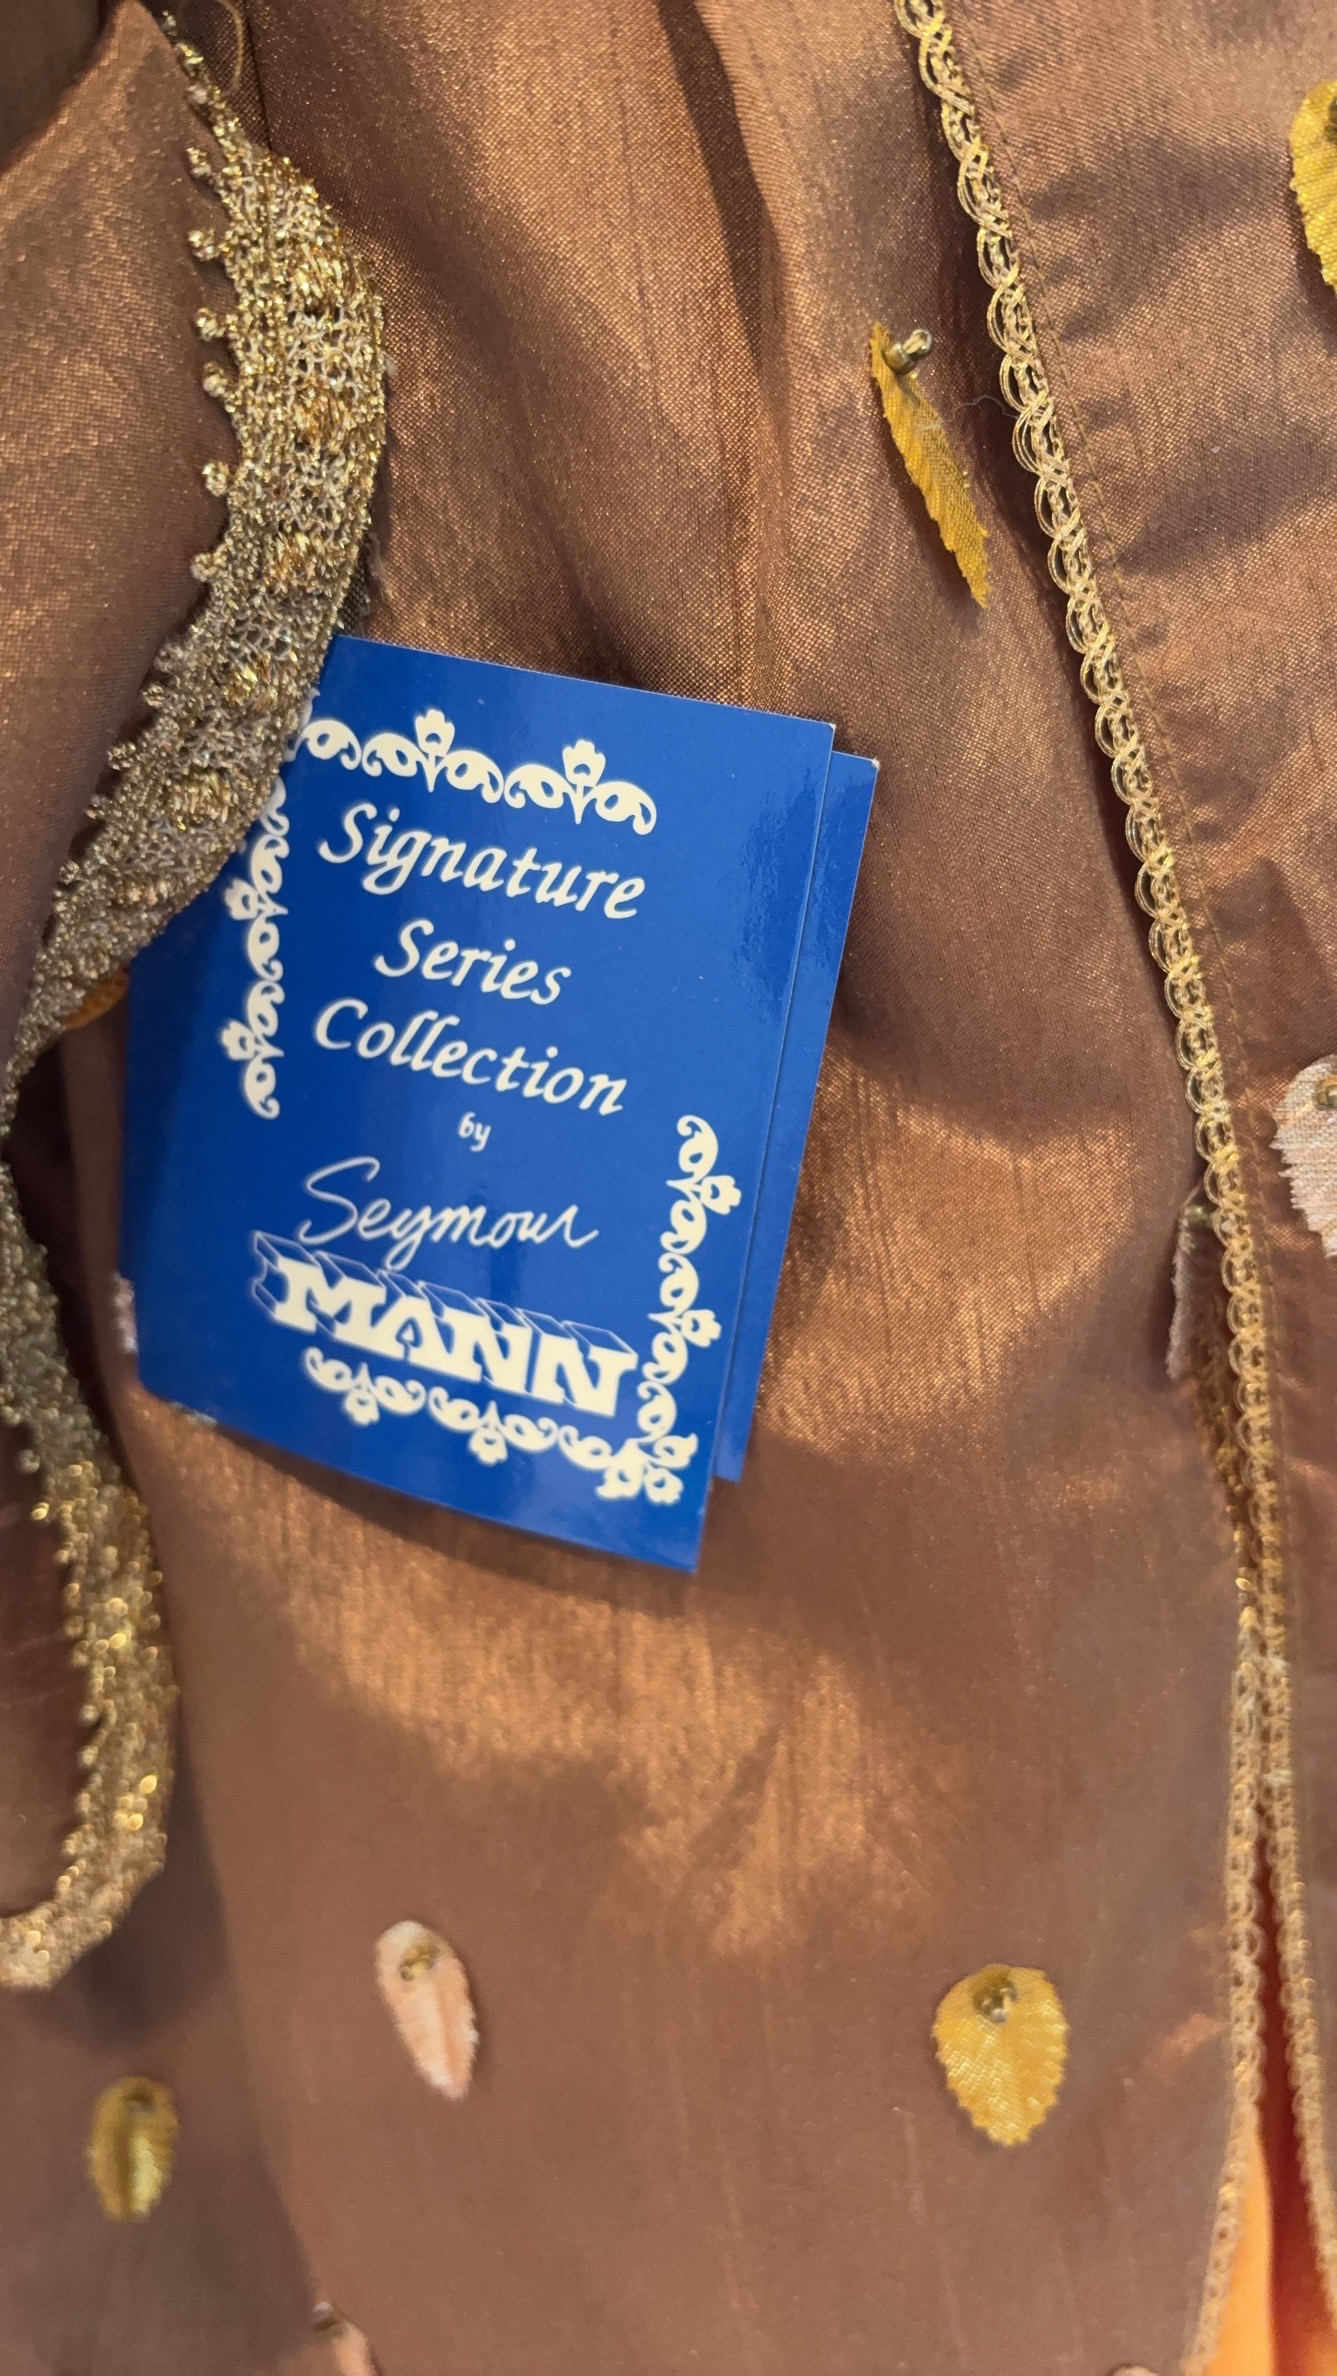 Signature
Series
Collection
by
Seymour
MANN